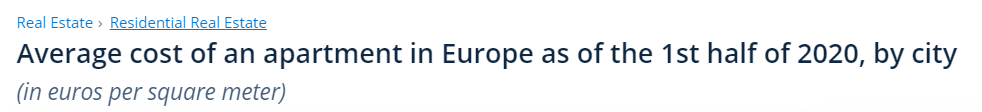 Real Estate › Residential Real Estate
Average cost of an apartment in Europe as of the 1st half of 2020, by city
(in euros per square meter)